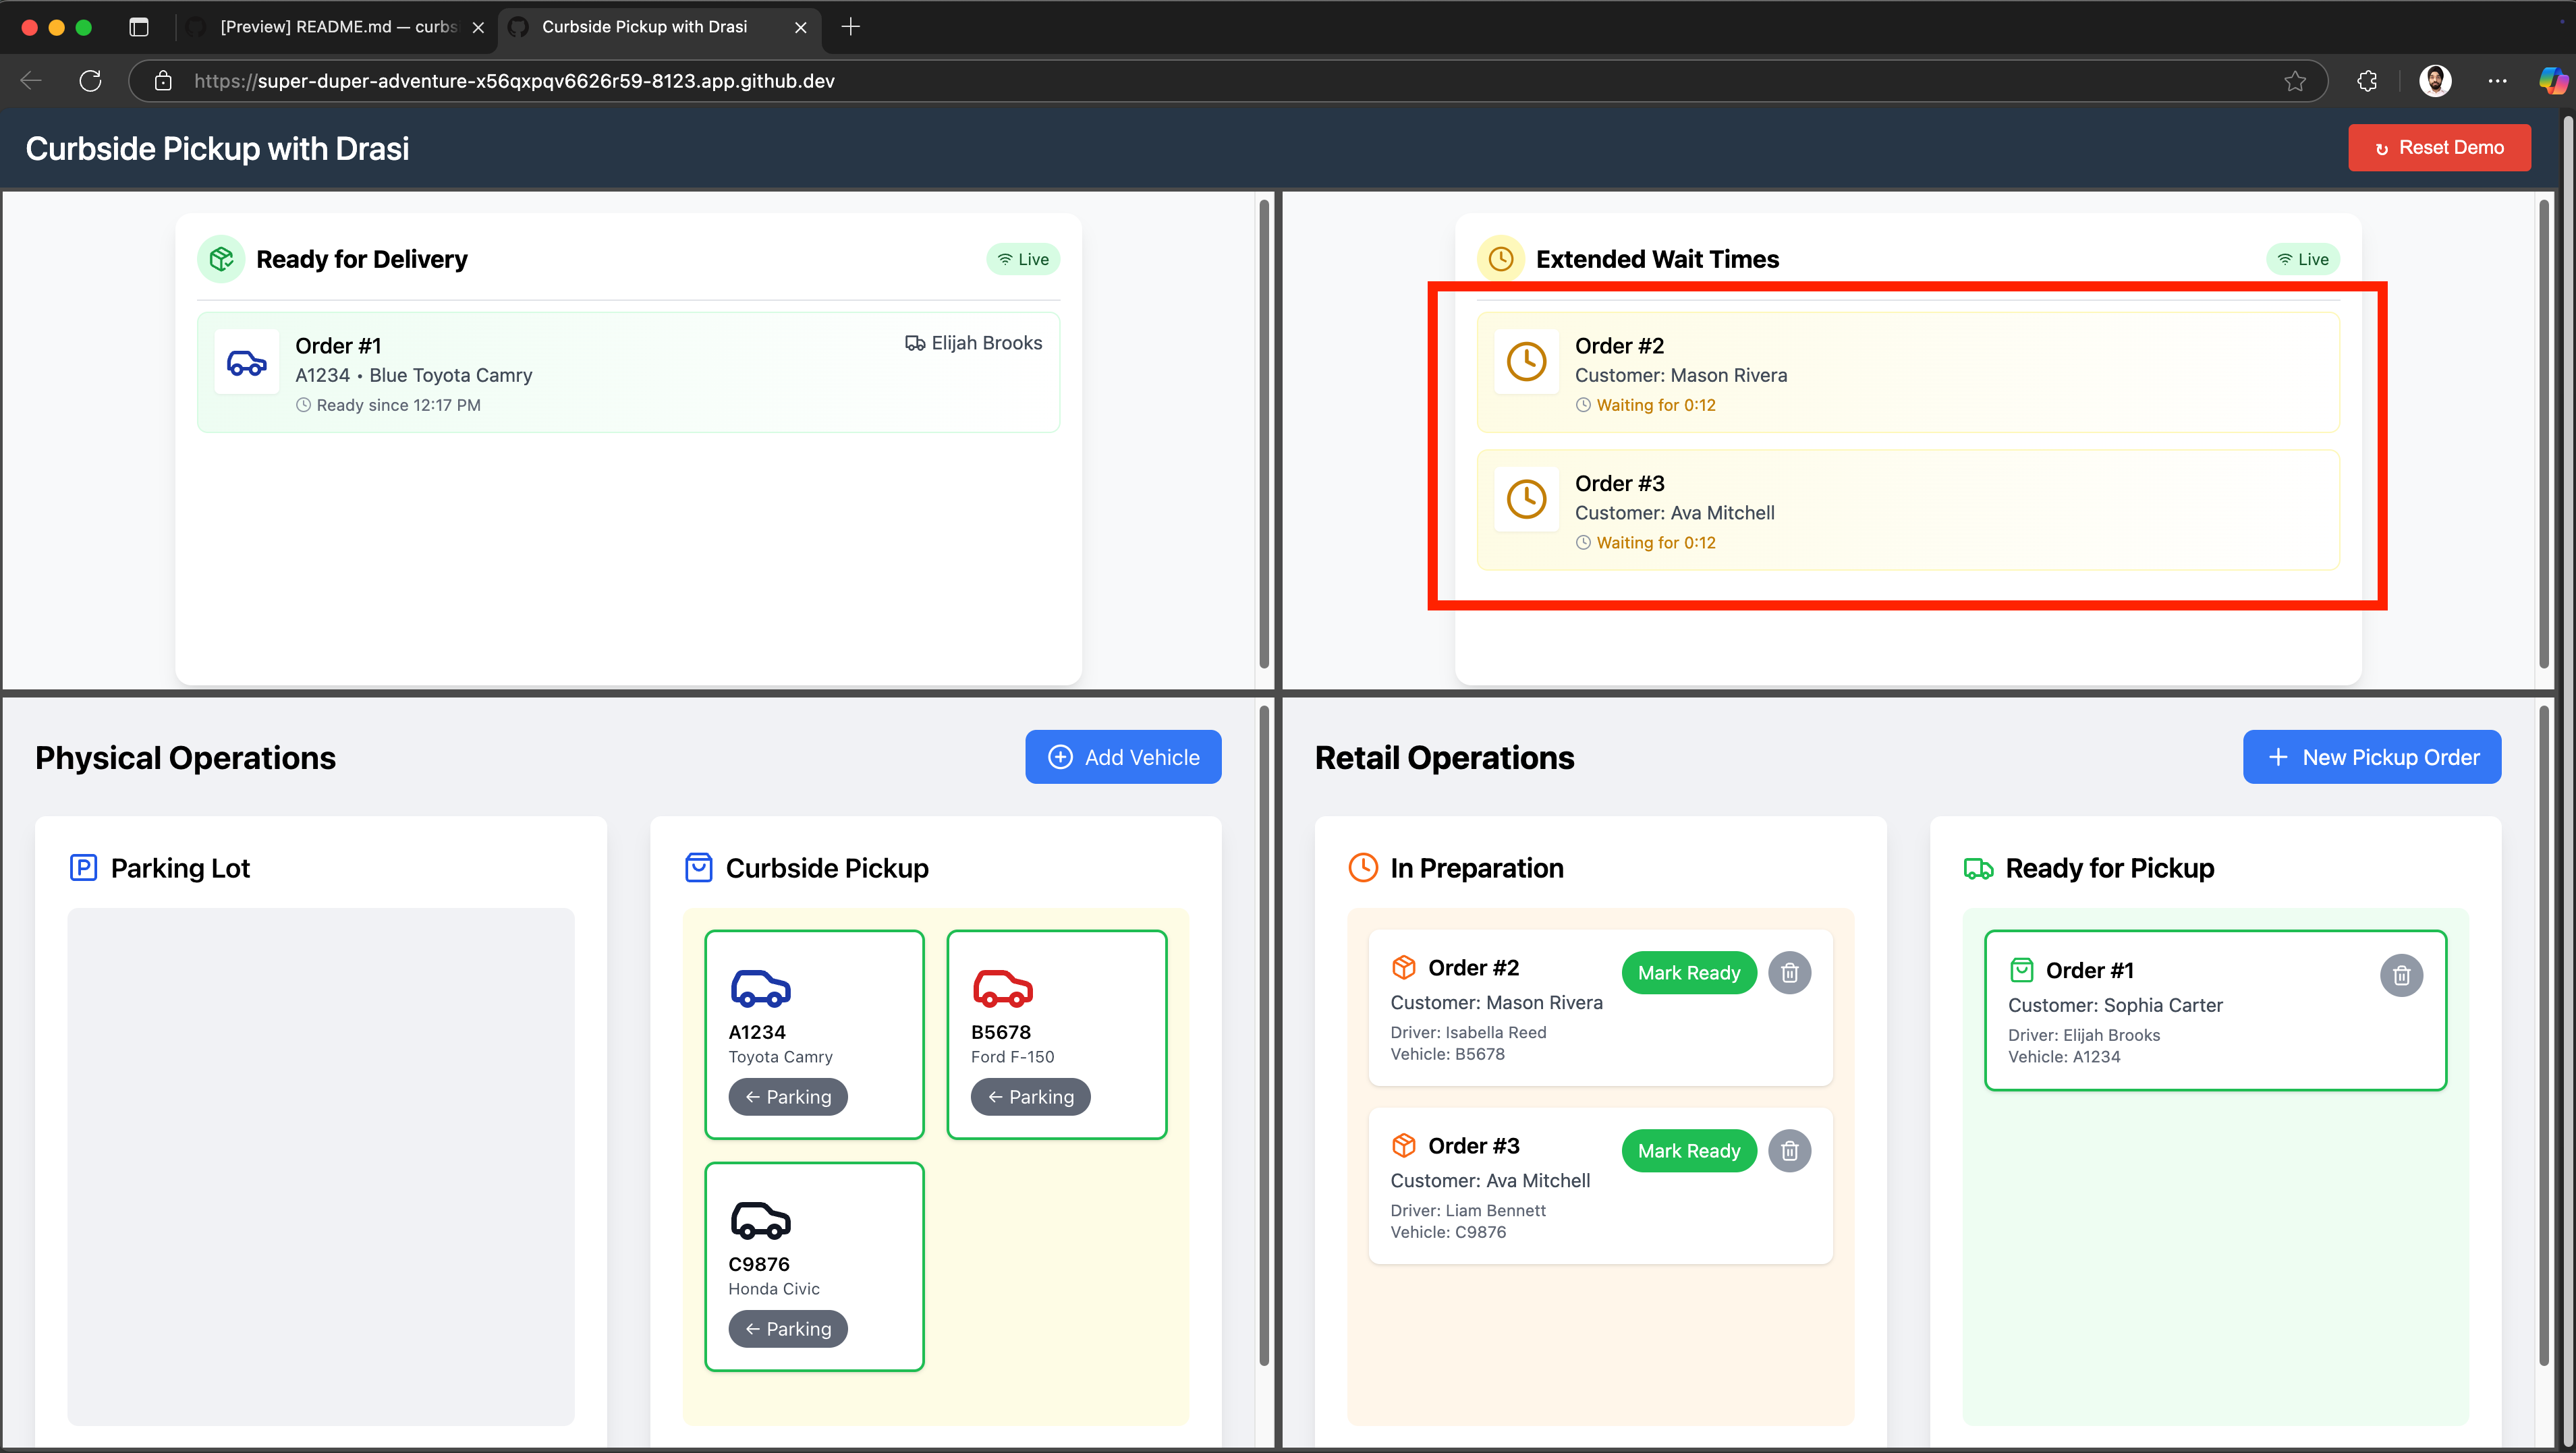 [Preview] README.md — curbs
Curbside Pickup with Drasi
https://super-duper-adventure-x56qxpqv6626r59-8123.app.github.dev
Curbside Pickup with Drasi
↻ Reset Demo
Ready for Delivery
Live
Order #1
Elijah Brooks
A1234 • Blue Toyota Camry
Ready since 12:17 PM
Extended Wait Times
Live
Order #2
Customer: Mason Rivera
Waiting for 0:12
Order #3
Customer: Ava Mitchell
Waiting for 0:12
Physical Operations
Add Vehicle
P Parking Lot
Curbside Pickup
A1234
Toyota Camry
← Parking
B5678
Ford F-150
← Parking
C9876
Honda Civic
← Parking
Retail Operations
+ New Pickup Order
In Preparation
Order #2
Mark Ready
Customer: Mason Rivera
Driver: Isabella Reed
Vehicle: B5678
Order #3
Mark Ready
Customer: Ava Mitchell
Driver: Liam Bennett
Vehicle: C9876
Ready for Pickup
Order #1
Customer: Sophia Carter
Driver: Elijah Brooks
Vehicle: A1234